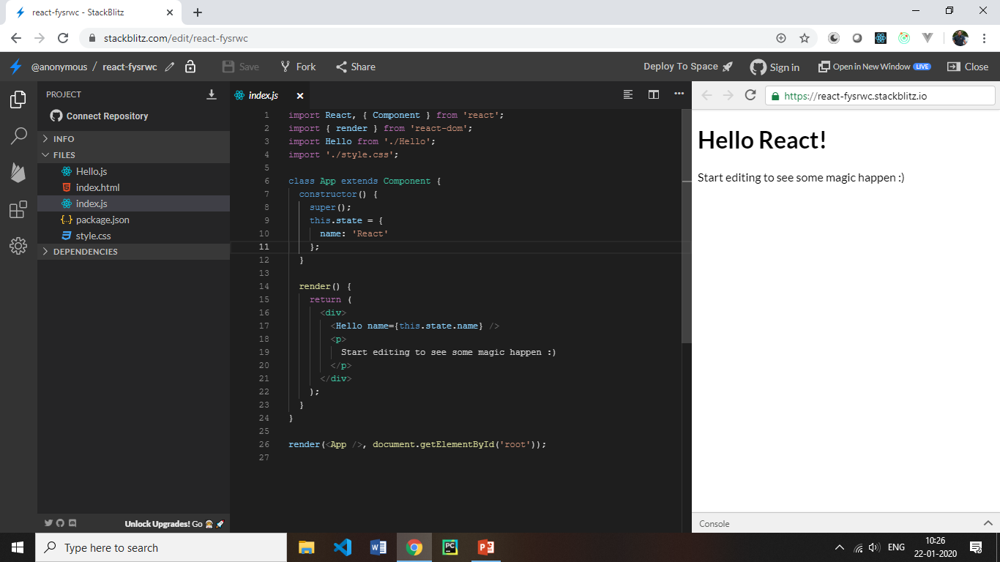 react-fysrwc - StackBlitz
stackblitz.com/edit/react-fysrwc
@anonymous / react-fysrwc
Save
Fork
Share
Deploy To Space
Sign in
Open in New Window LIVE
Close
PROJECT
Connect Repository
INFO
FILES
Hello.js
index.html
index.js
package.json
style.css
DEPENDENCIES
Unlock Upgrades! Go
index.js
1 import React, { Component } from 'react';
2 import { render } from 'react-dom';
3 import Hello from './Hello';
4 import './style.css';
5
6 class App extends Component {
7 constructor() {
8 super();
9 this.state = {
10 name: 'React'
11 };
12 }
13
14 render() {
15 return (
16 <div>
17 <Hello name={this.state.name} />
18 <p>
19 Start editing to see some magic happen :)
20 </p>
21 </div>
22 );
23 }
24 }
25
26 render(<App />, document.getElementById('root'));
27
https://react-fysrwc.stackblitz.io
Hello React!
Start editing to see some magic happen :)
Console
Type here to search
W
PC
P
ENG
10:26
22-01-2020